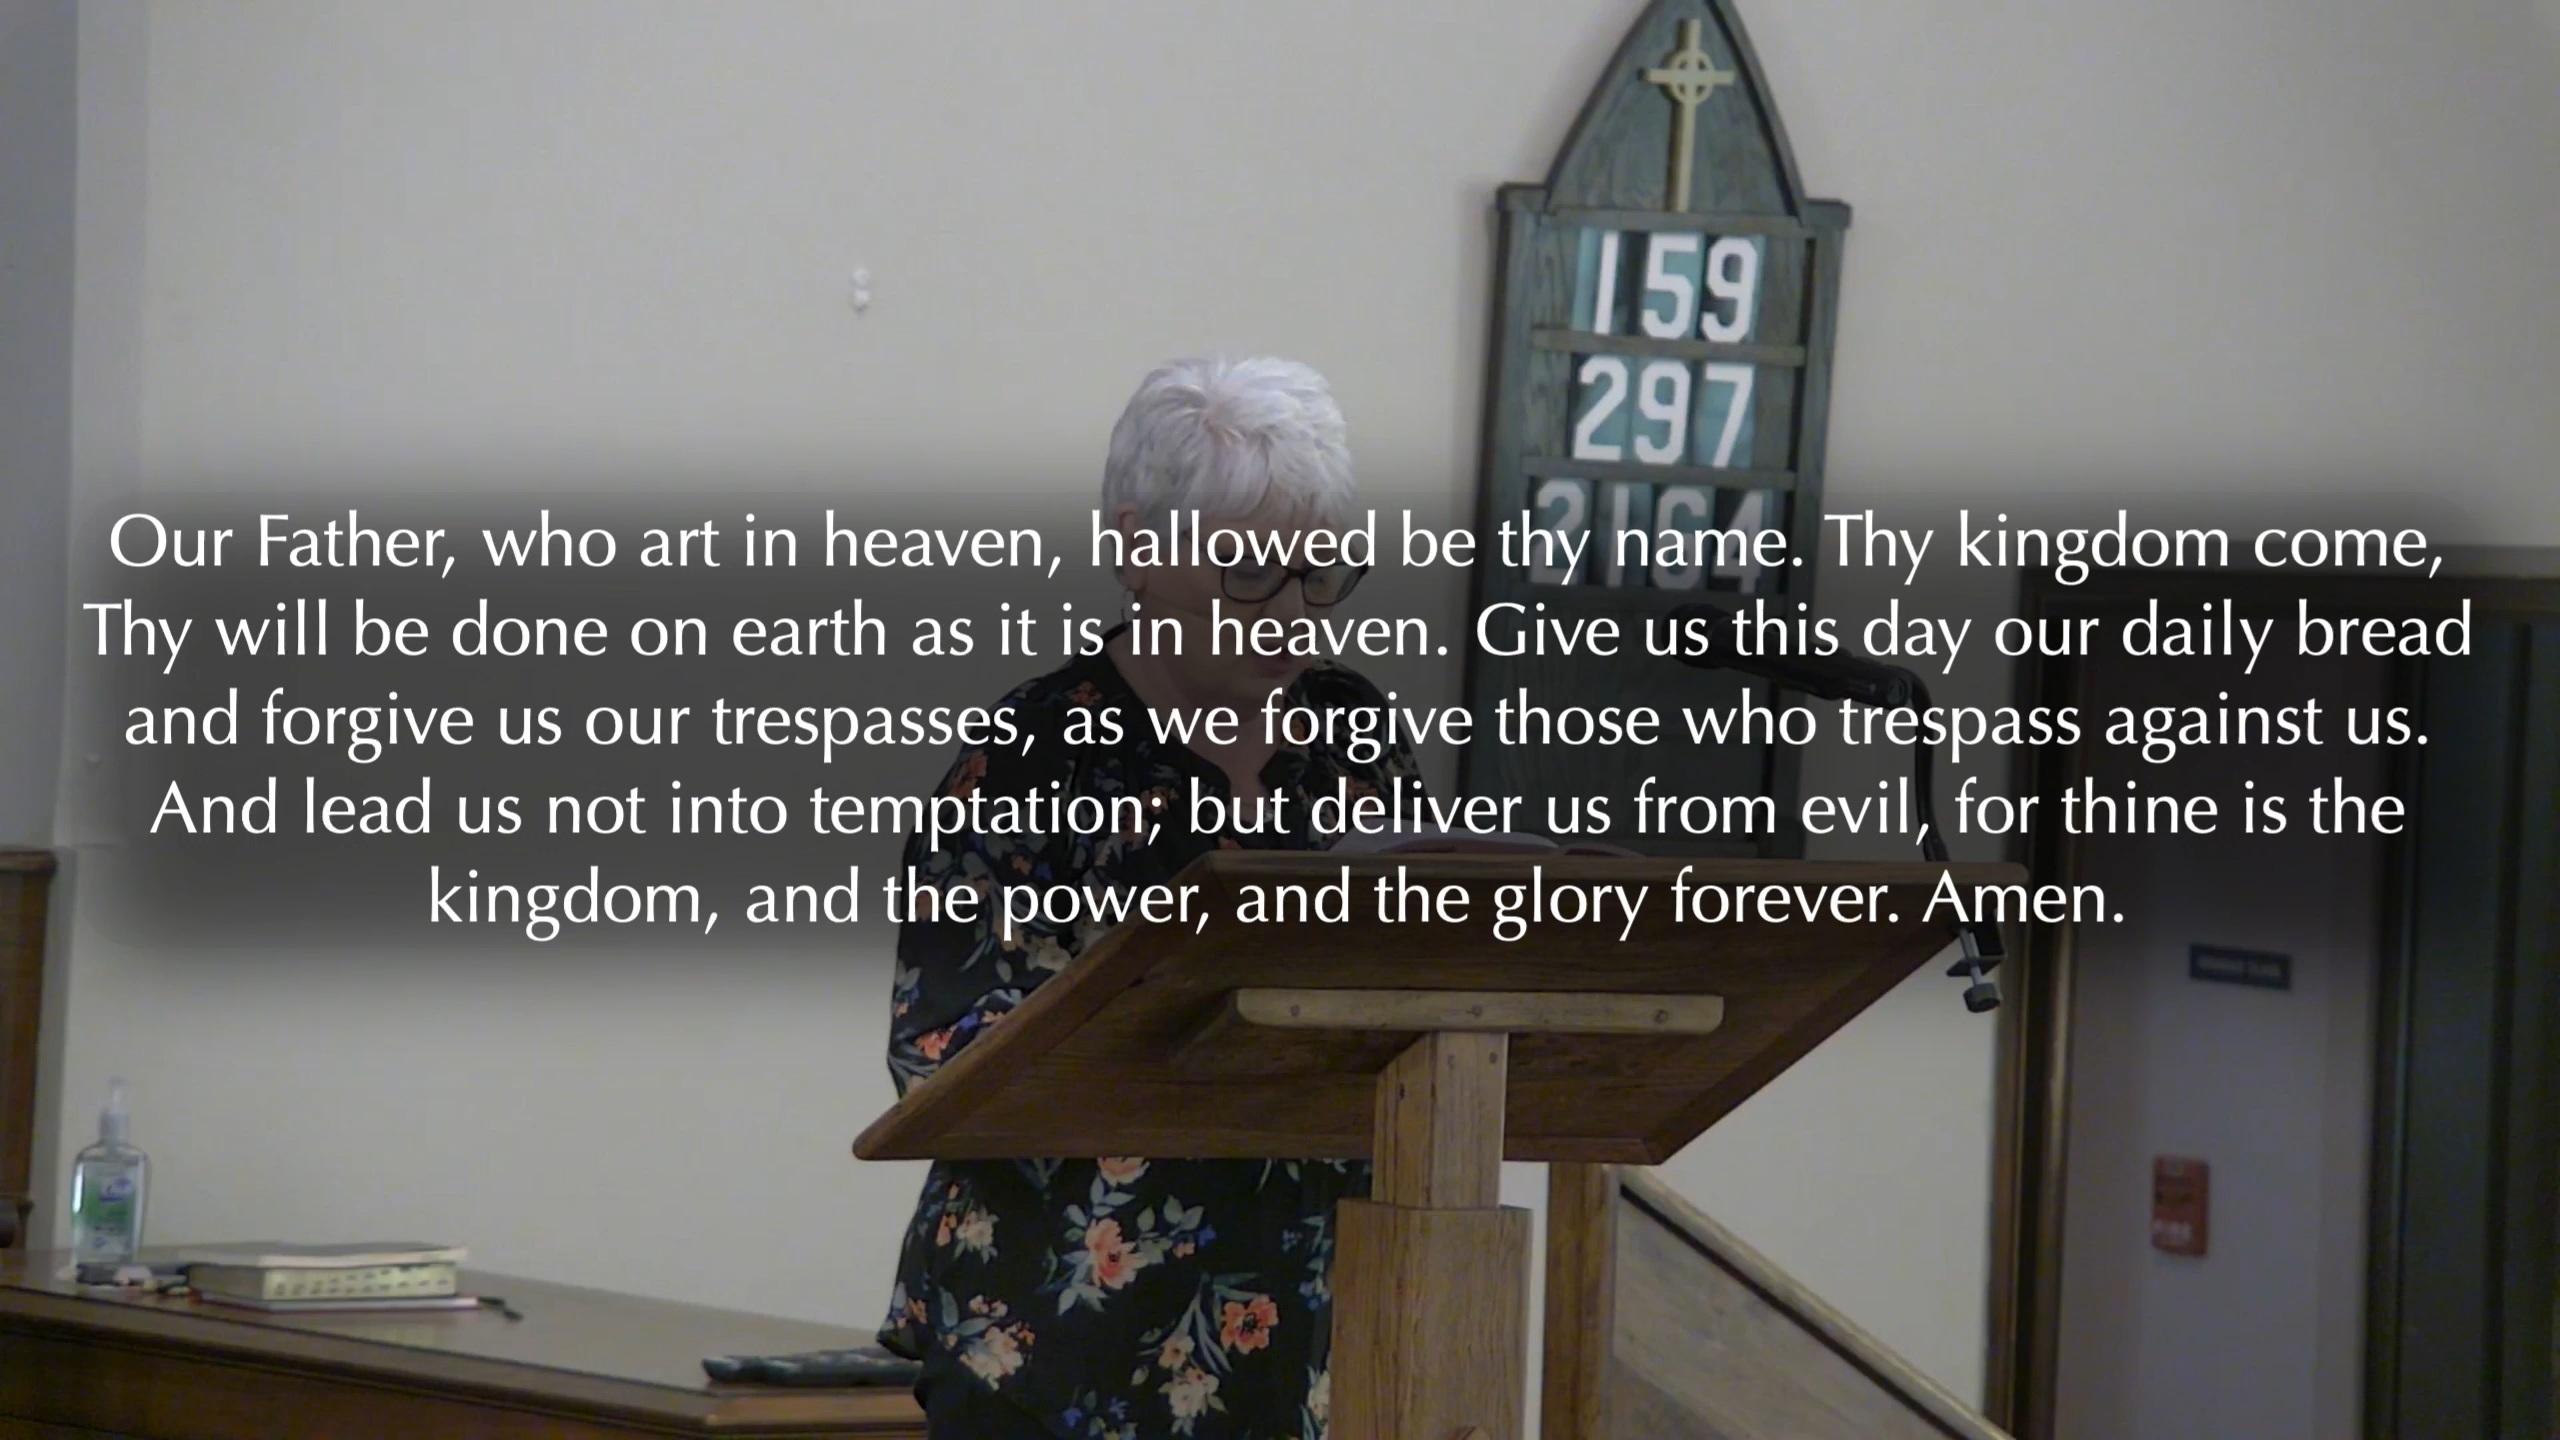 159
297
2164
Our Father, who art in heaven, hallowed be thy name. Thy kingdom come,
Thy will be done on earth as it is in heaven. Give us this day our daily bread
and forgive us our trespasses, as we forgive those who trespass against us.
And lead us not into temptation; but deliver us from evil, for thine is the
kingdom, and the power, and the glory forever. Amen.
FIRE